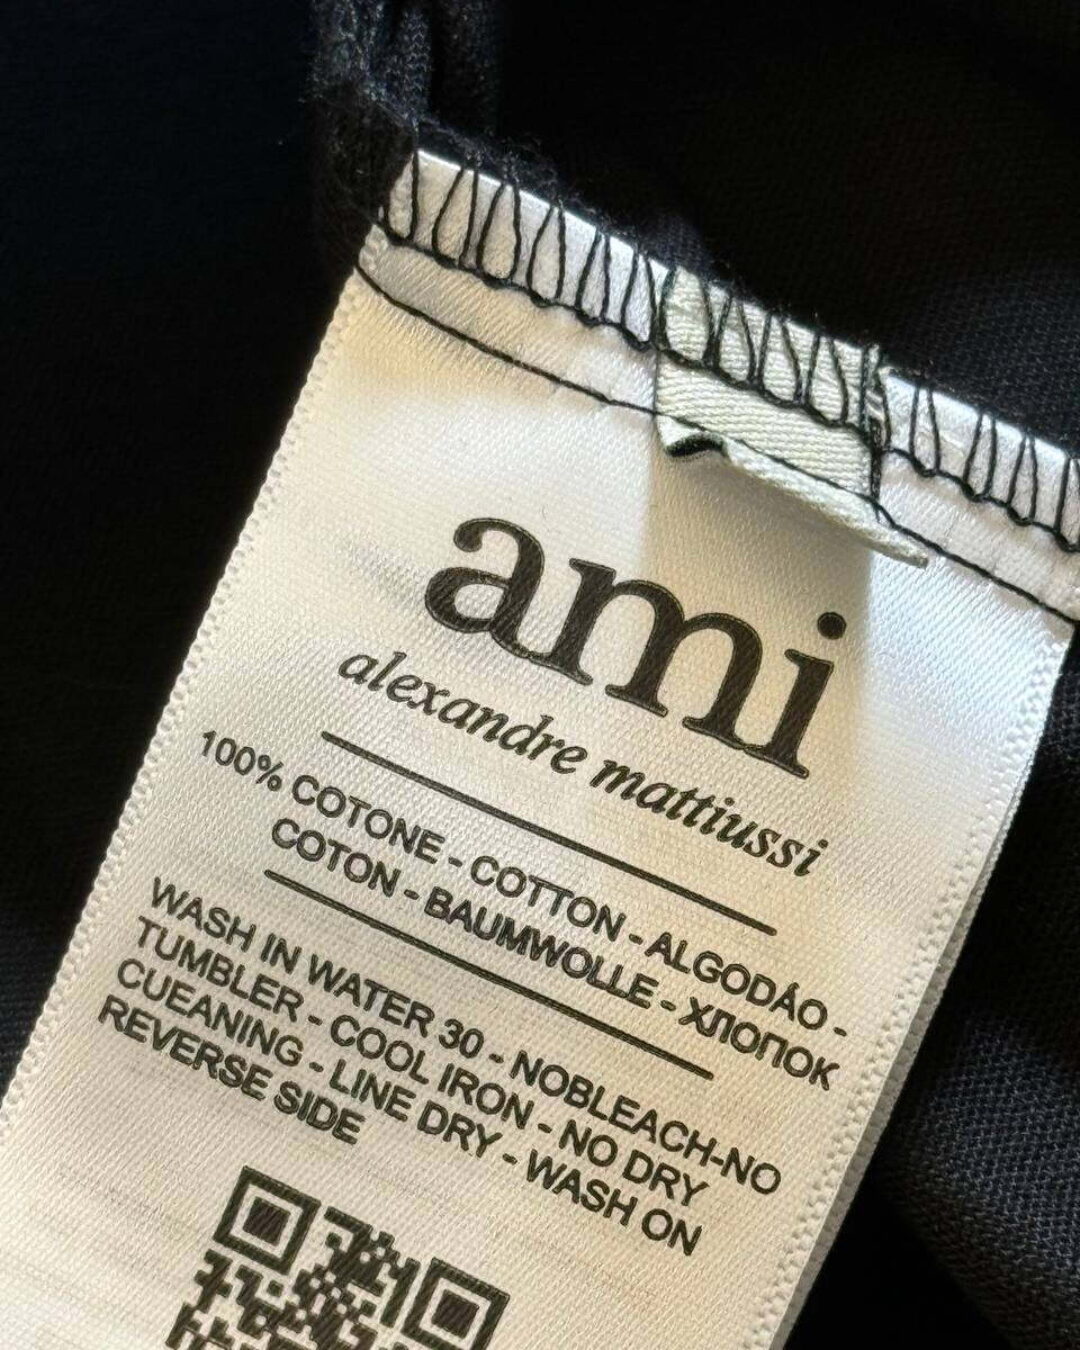 ami
alexandre mattiussi
100% COTONE - COTTON - ALGODÁO -
COTON - BAUMWOLLE - ХЛОПОК
WASH IN WATER 30 - NOBLEACH-NO
TUMBLER - COOL IRON - NO DRY
CUEANING - LINE DRY - WASH ON
REVERSE SIDE